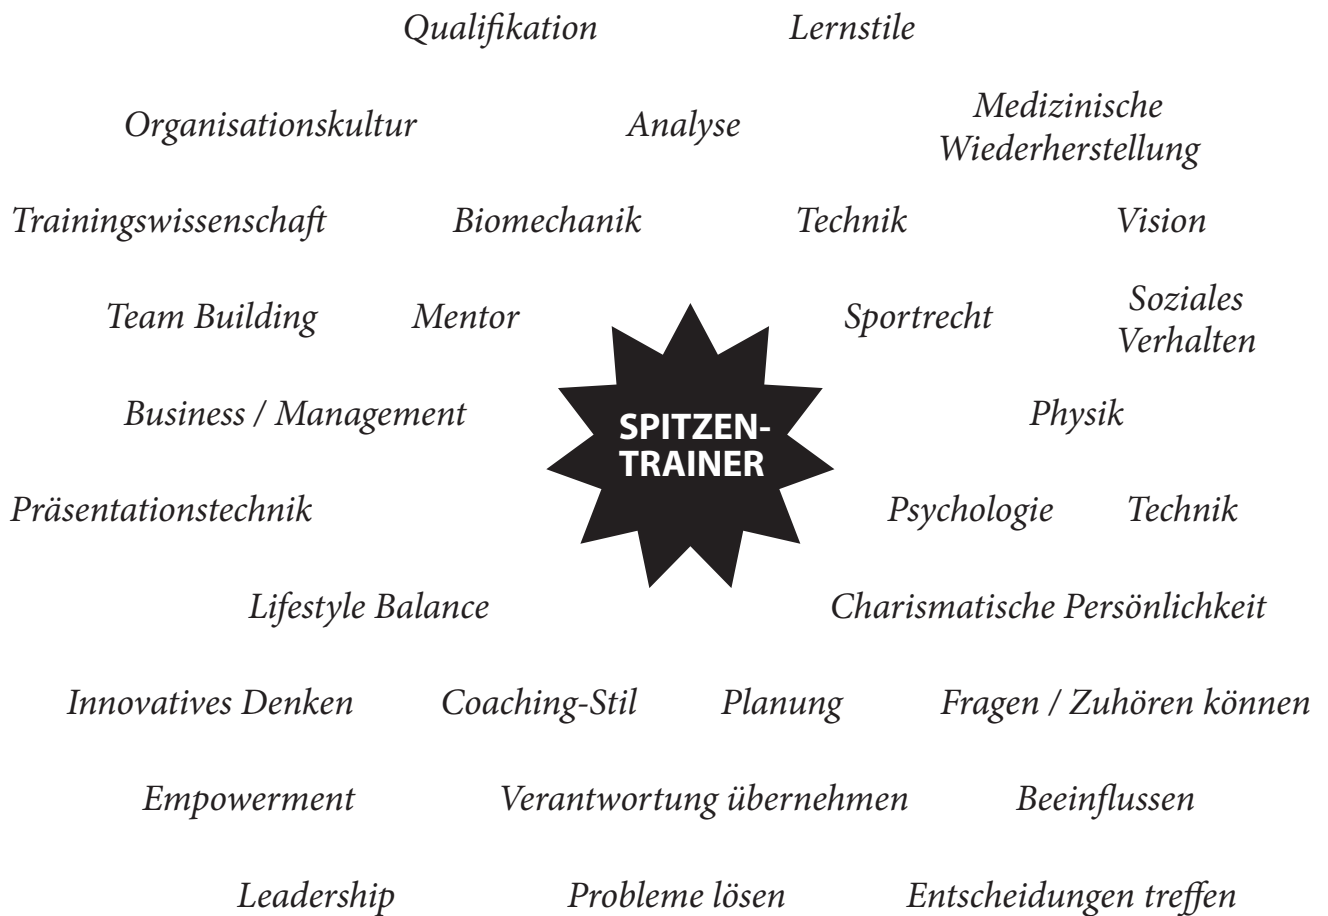 Qualifikation Lernstile
Organisationskultur Analyse Medizinische
Wiederherstellung
Trainingswissenschaft Biomechanik Technik Vision
Team Building Mentor Sportrecht Soziales
Verhalten
Business / Management Physik
SPITZEN-
TRAINER
Präsentationstechnik Psychologie Technik
Lifestyle Balance Charismatische Persönlichkeit
Innovatives Denken Coaching-Stil Planung Fragen / Zuhören können
Empowerment Verantwortung übernehmen Beeinflussen
Leadership Probleme lösen Entscheidungen treffen